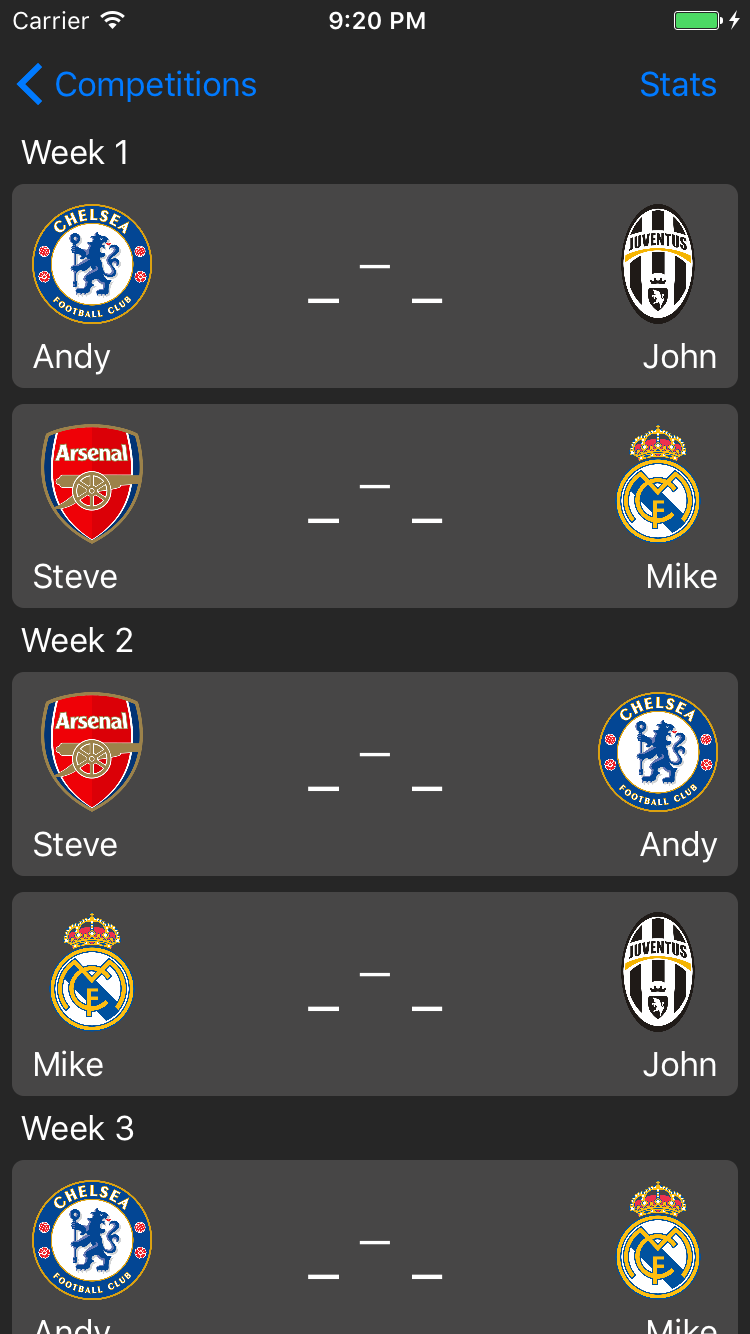 Carrier 9:20 PM
Competitions Stats
Week 1
CHELSEA
FOOTBALL CLUB
JUVENTUS
_ – _
Andy John
Arsenal
_ – _
Steve Mike
Week 2
Arsenal
CHELSEA
FOOTBALL CLUB
_ – _
Steve Andy
JUVENTUS
_ – _
Mike John
Week 3
CHELSEA
FOOTBALL CLUB
_ – _
Andy Mike